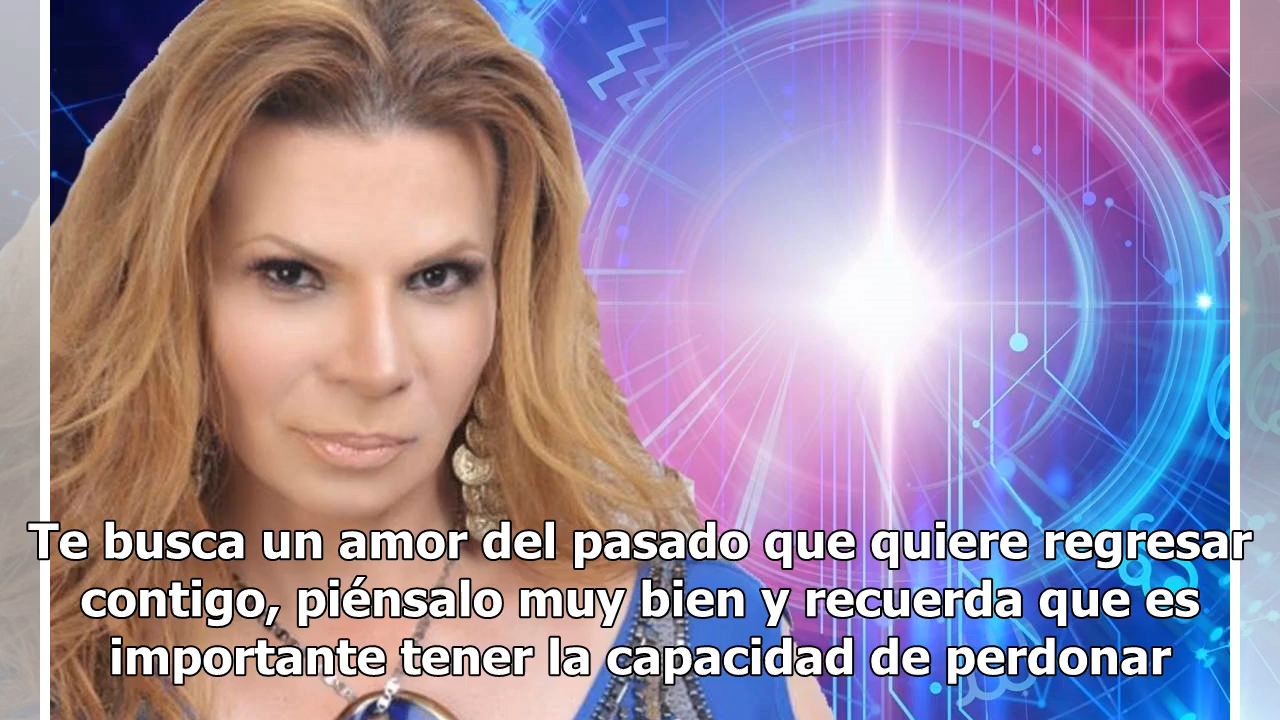 Te busca un amor del pasado que quiere regresar
contigo, piénsalo muy bien y recuerda que es
importante tener la capacidad de perdonar